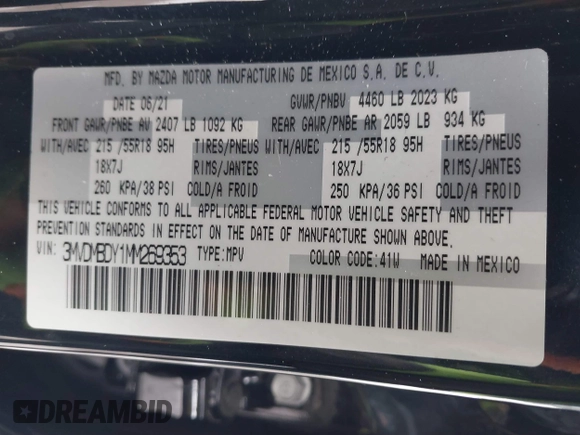 MFD. BY MAZDA MOTOR MANUFACTURING DE MEXICO S.A. DE C.V.
DATE 06/21 GVWR/PNBV 4460 LB 2023 KG
FRONT GAWR/PNBE AV 2407 LB 1092 KG REAR GAWR/PNBE AR 2059 LB 934 KG
WITH/AVEC 215 /55R18 95H TIRES/PNEUS WITH/AVEC 215 /55R18 95H TIRES/PNEUS
18X7J RIMS/JANTES 18X7J RIMS/JANTES
260 KPA/38 PSI COLD/A FROID 250 KPA/36 PSI COLD/A FROID
THIS VEHICLE CONFORMS TO ALL APPLICABLE FEDERAL MOTOR VEHICLE SAFETY AND THEFT
PREVENTION STANDARDS IN EFFECT ON THE DATE OF MANUFACTURE SHOWN ABOVE.
VIN: 3MVDMBDY1MM269353 TYPE: MPV COLOR CODE: 41W MADE IN MEXICO
DREAMBID